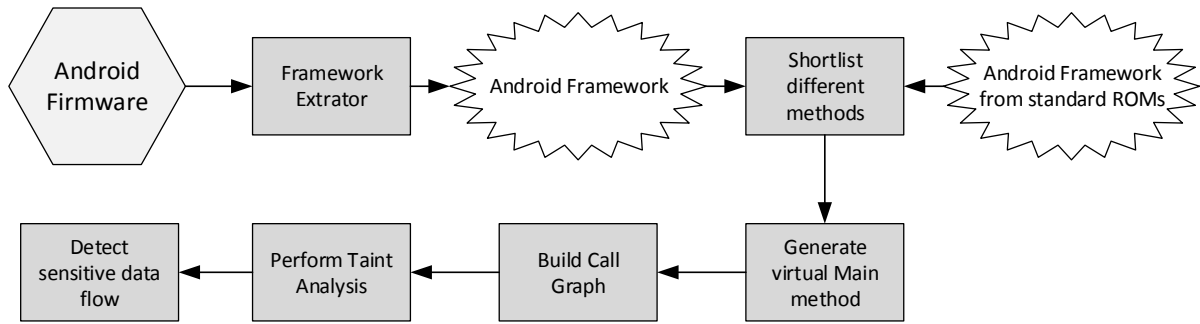 Android
Firmware
Framework
Extrator
Android Framework
Shortlist
different
methods
Android Framework
from standard ROMs
Detect
sensitive data
flow
Perform Taint
Analysis
Build Call
Graph
Generate
virtual Main
method